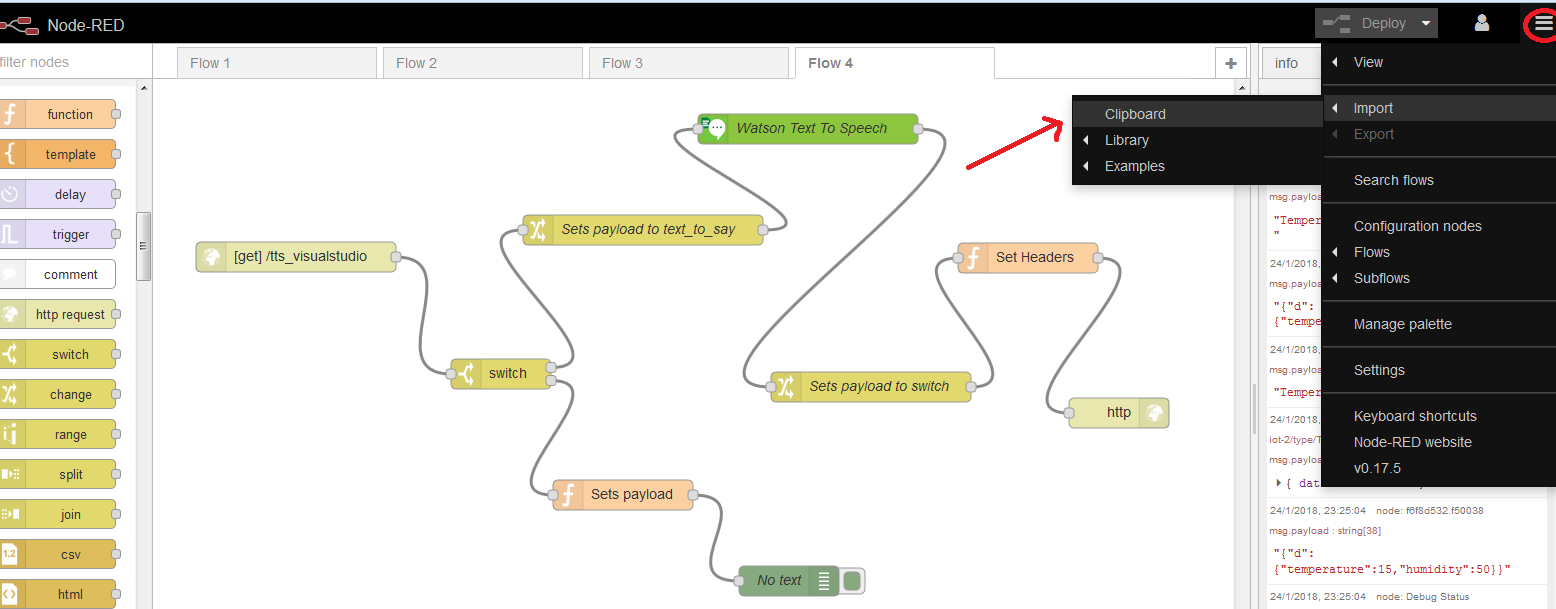 Node-RED
Deploy
filter nodes
Flow 1
Flow 2
Flow 3
Flow 4
+
info
function
template
delay
trigger
comment
http request
switch
change
range
split
join
csv
html
[get] /tts_visualstudio
switch
Sets payload to text_to_say
Watson Text To Speech
Sets payload to switch
Set Headers
http
Sets payload
No text
View
Import
Export
Search flows
Configuration nodes
Flows
Subflows
Manage palette
Settings
Keyboard shortcuts
Node-RED website
v0.17.5
Clipboard
Library
Examples
msg.payload
"Temper
"
24/1/2018,
msg.payload
"{"d":
{"tempe
24/1/2018,
msg.payload
"Temper
24/1/2018,
iot-2/type/T
msg.payload
{ dat
24/1/2018, 23:25:04 node: f6f8d532.f50038
msg.payload : string[38]
"{"d":
{"temperature":15,"humidity":50}}"
24/1/2018, 23:25:04 node: Debug Status